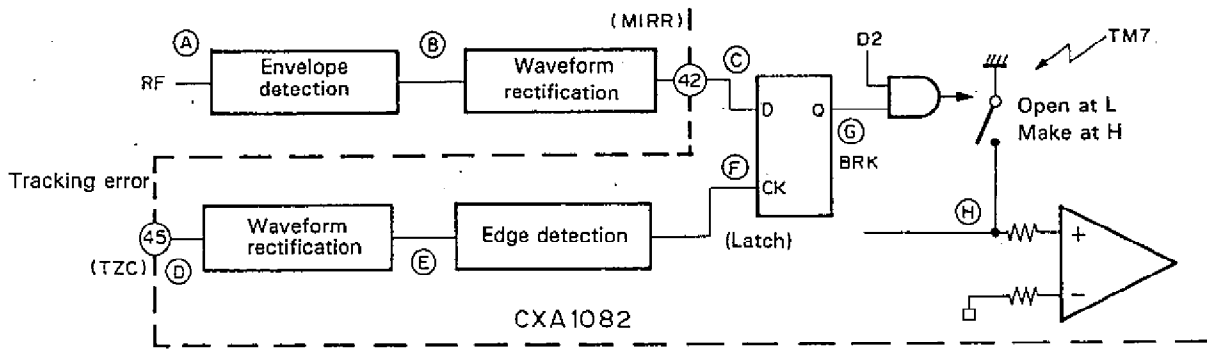 (MIRR)
TM7
A
B
C
D2
RF
Envelope
detection
Waveform
rectification
42
D
Q
Open at L
Make at H
G
BRK
F
CK
H
Tracking error
45
Waveform
rectification
Edge detection
(Latch)
+
−
(TZC)
D
E
CXA1082